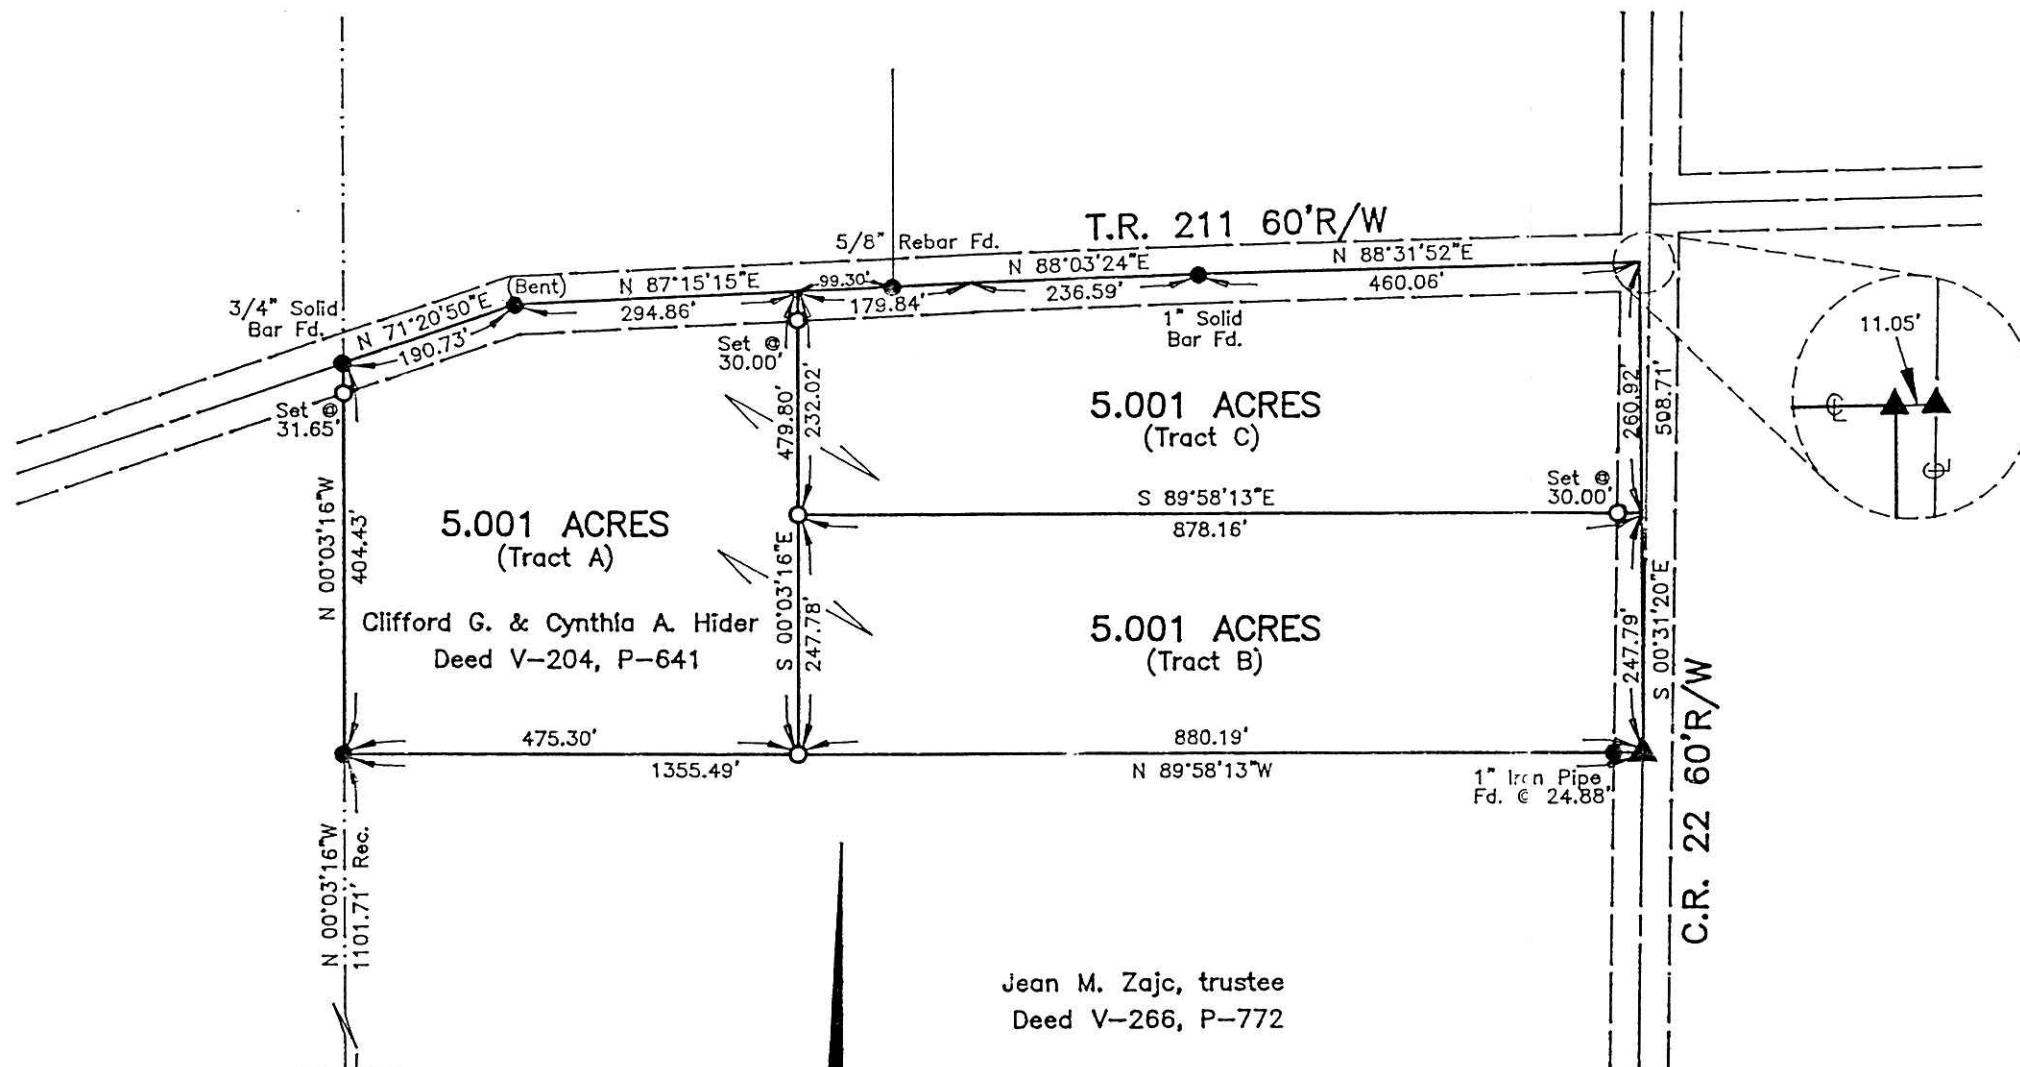 T.R. 211 60'R/W
5/8" Rebar Fd.
N 88°31'52"E
460.06'
N 88°03'24"E
236.59'
99.30'
179.84'
(Bent)
N 87°15'15"E
294.86'
3/4" Solid
Bar Fd.
N 71°20'50"E
190.73'
1" Solid
Bar Fd.
11.05'
℄
℄
Set @
30.00'
Set @
31.65'
479.80'
232.02'
5.001 ACRES
(Tract C)
260.92'
508.71'
Set @
30.00'
S 89°58'13"E
878.16'
N 00°03'16"W
404.43'
5.001 ACRES
(Tract A)
Clifford G. & Cynthia A. Hider
Deed V-204, P-641
S 00°03'16"E
247.78'
5.001 ACRES
(Tract B)
247.79'
S 00°31'20"E
475.30'
1355.49'
880.19'
N 89°58'13"W
1" Iron Pipe
Fd. @ 24.88'
C.R. 22 60'R/W
N 00°03'16"W
1101.71' Rec.
Jean M. Zajc, trustee
Deed V-266, P-772